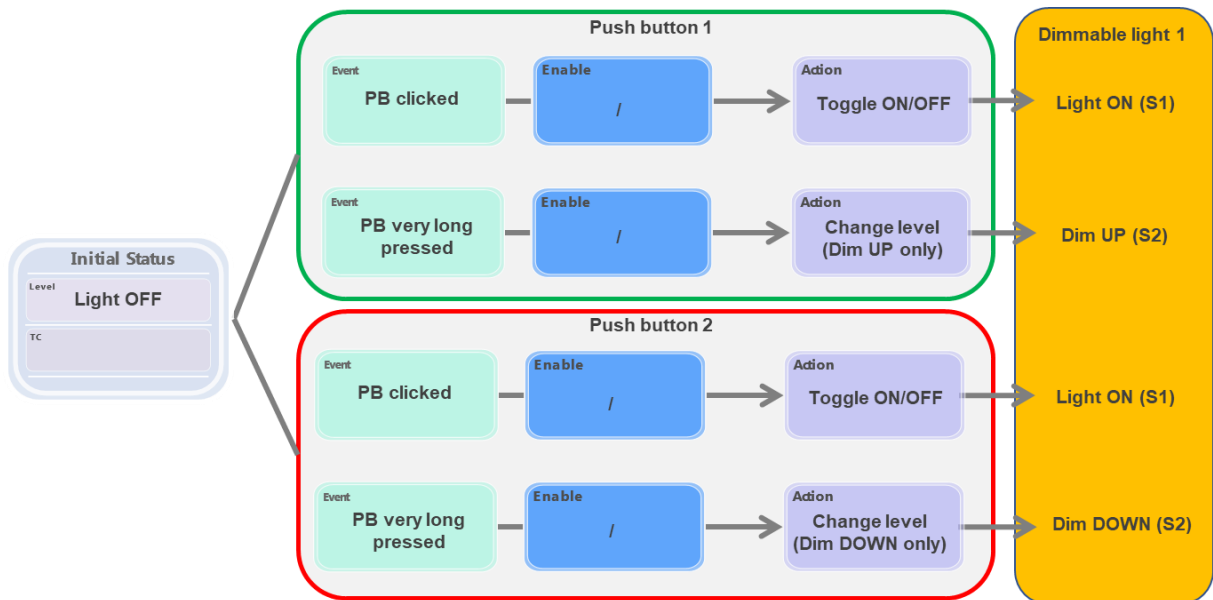 Push button 1
Event
PB clicked
Enable
/
Action
Toggle ON/OFF
Event
PB very long
pressed
Enable
/
Action
Change level
(Dim UP only)
Initial Status
Level
Light OFF
TC
Push button 2
Event
PB clicked
Enable
/
Action
Toggle ON/OFF
Event
PB very long
pressed
Enable
/
Action
Change level
(Dim DOWN only)
Dimmable light 1
Light ON (S1)
Dim UP (S2)
Light ON (S1)
Dim DOWN (S2)